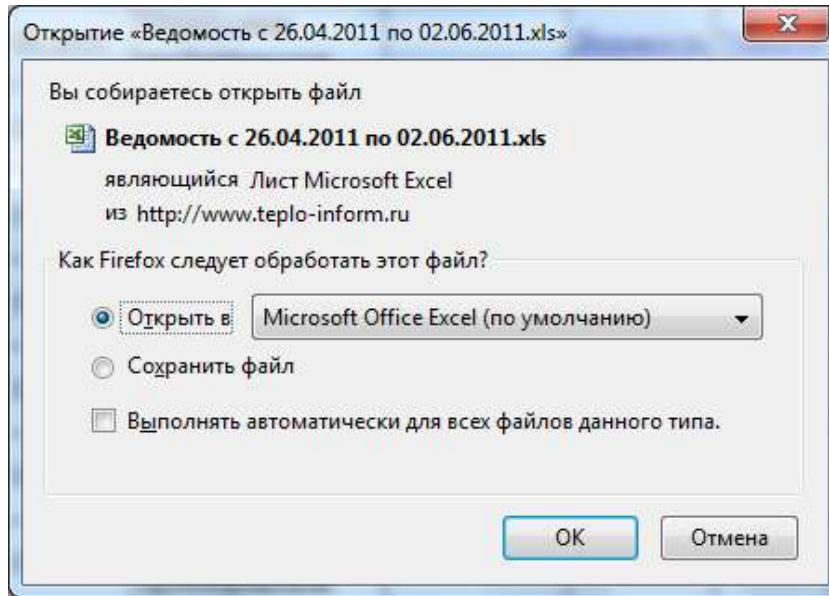 Открытие «Ведомость с 26.04.2011 по 02.06.2011.xls»
Вы собираетесь открыть файл
Ведомость с 26.04.2011 по 02.06.2011.xls
являющийся Лист Microsoft Excel
из http://www.teplo-inform.ru
Как Firefox следует обработать этот файл?
Открыть в Microsoft Office Excel (по умолчанию)
Сохранить файл
Выполнять автоматически для всех файлов данного типа.
ОК Отмена